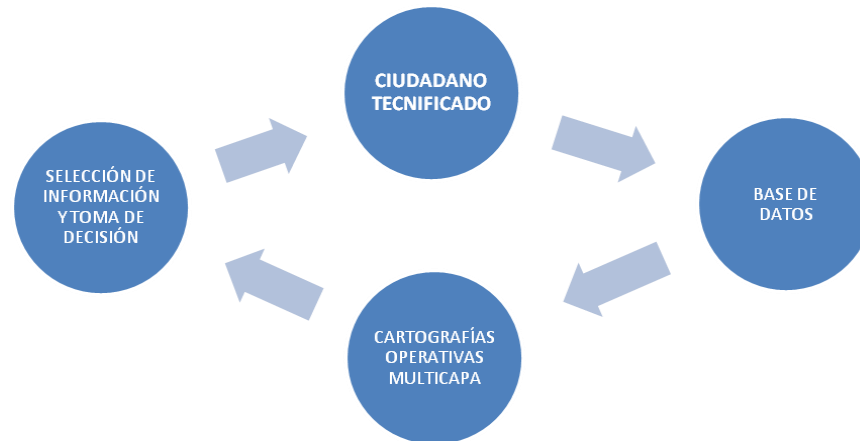 CIUDADANO
TECNIFICADO
BASE DE
DATOS
CARTOGRAFÍAS
OPERATIVAS
MULTICAPA
SELECCIÓN DE
INFORMACIÓN
Y TOMA DE
DECISIÓN